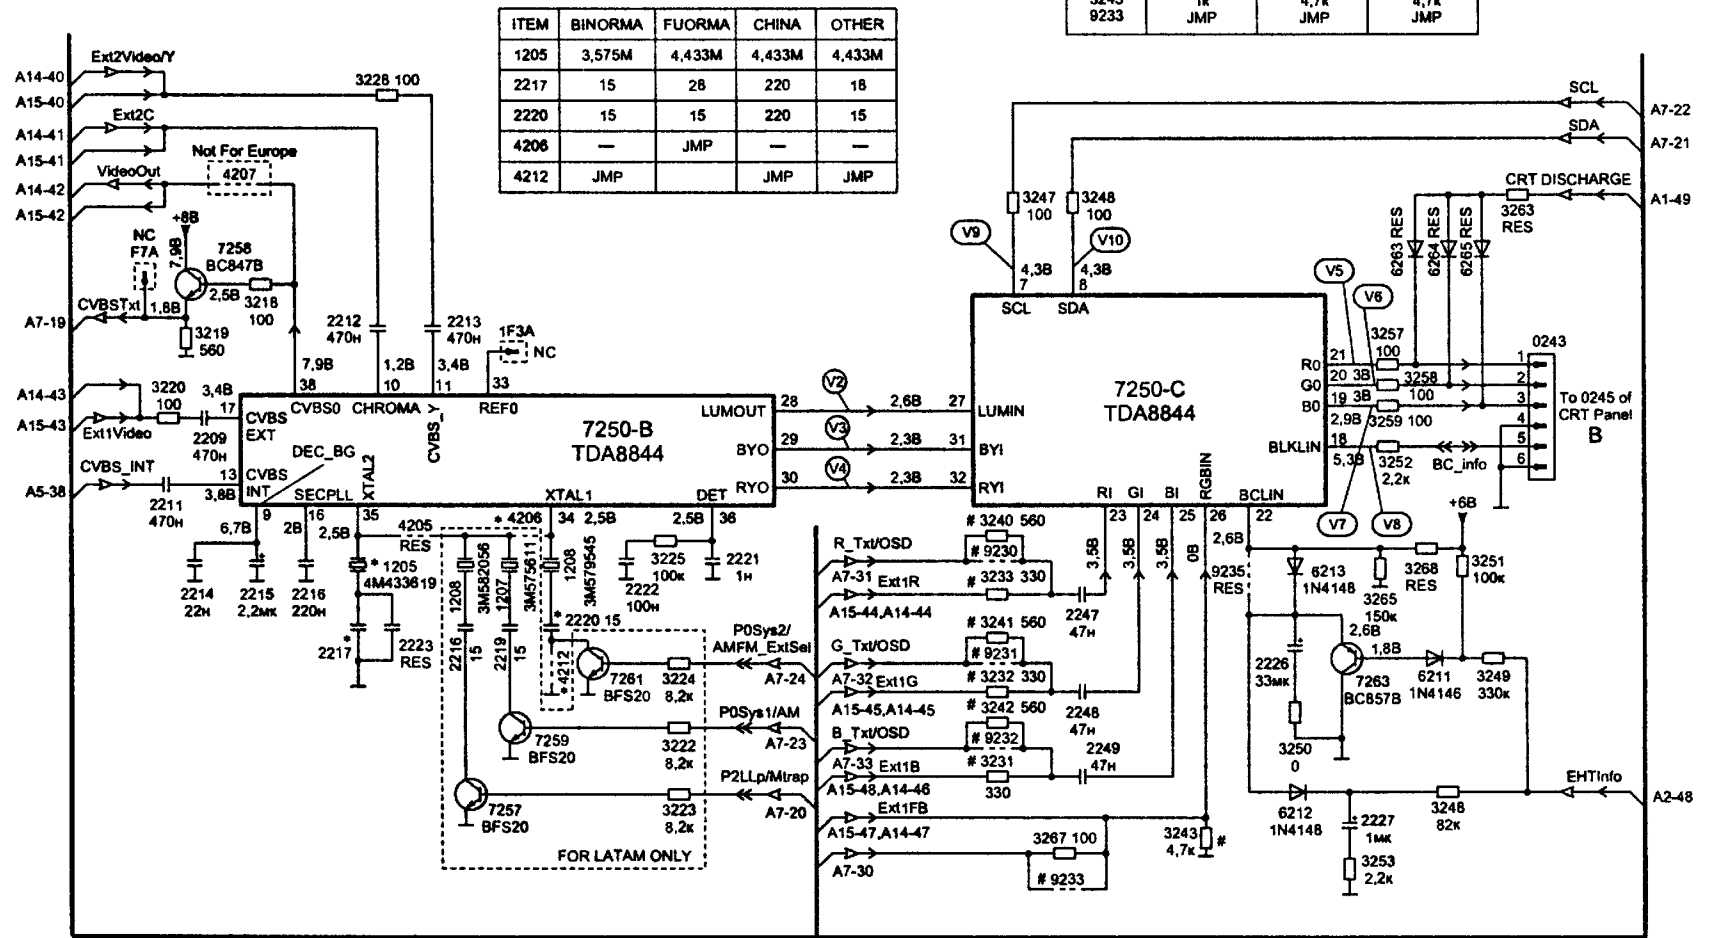 ITEM BINORMA FUORMA CHINA OTHER
1205 3,575M 4,433M 4,433M 4,433M
2217 15 28 220 18
2220 15 15 220 15
4206 — JMP — —
4212 JMP JMP JMP
1k 4,7k 4,7k
9233 JMP JMP JMP
Ext2Video/Y
A14-40
A15-40
3228 100
Ext2C
A14-41
A15-41
Not For Europe
4207
VideoOut
A14-42
A15-42
+8B
NC
F7A
7,9B
7258
BC847B
2,5B
3218
100
CVBSTxt
1,8B
A7-19
3219
560
2212
470н
2213
470н
1F3A
NC
7,9B
1,2B
3,4B
38
10
11
33
A14-43
3220
100
3,4B
17
A15-43
Ext1Video
2209
470н
CVBS_INT
13
3,8B
A5-38
2211
470н
CVBS0
CHROMA
CVBS_Y
REF0
CVBS
EXT
DEC_BG
CVBS
INT
SECPLL
XTAL2
XTAL1
DET
7250-B
TDA8844
LUMOUT
BYO
RYO
28
29
30
V2
V3
V4
2,6B
2,3B
2,3B
27
31
32
9
16
35
34
36
6,7B
2B
2,5B
2,5B
2,5B
4205
RES
* 4206
2214
22н
2215
2,2мк
2216
220н
* 1205
4M433619
* 2217
2223
RES
1208
3M582056
1207
3M575611
1208
3M579545
2216
15
2219
15
* 2220 15
* 4212
3225
100к
2222
100н
2221
1н
7261
BFS20
3224
8,2к
P0Sys2/
AMFM_ExtSel
A7-24
7259
BFS20
3222
8,2к
P0Sys1/AM
A7-23
7257
BFS20
3223
8,2к
P2LLp/Mtrap
A7-20
FOR LATAM ONLY
SCL
A7-22
SDA
A7-21
CRT DISCHARGE
A1-49
3263
RES
3247
100
3248
100
V9
V10
4,3B
4,3B
7
8
6263 RES
6264 RES
6265 RES
V5
V6
SCL
SDA
7250-C
TDA8844
LUMIN
BYI
RYI
R0
G0
B0
BLKLIN
RI
GI
BI
RGBIN
BCLIN
21
20
19
18
3B
3B
2,9B
5,3B
3257
100
3258
100
3259 100
3252
2,2к
BC_info
0243
1
2
3
4
5
6
To 0245 of
CRT Panel
B
V7
V8
23
24
25
26
22
3,5B
3,5B
3,5B
0B
2,6B
R_Txt/OSD
A7-31
Ext1R
A15-44,A14-44
# 3240 560
# 9230
# 3233 330
2247
47н
G_Txt/OSD
A7-32
Ext1G
A15-45,A14-45
# 3241 560
# 9231
# 3232 330
2248
47н
B_Txt/OSD
A7-33
Ext1B
A15-48,A14-46
# 3242 560
# 9232
# 3231
330
2249
47н
Ext1FB
A15-47,A14-47
A7-30
3267 100
# 9233
3243
4,7к
#
9235
RES
6213
1N4148
3265
150к
3268
RES
+6B
3251
100к
2226
33мк
2,6B
1,8B
7263
BC857B
6211
1N4146
3249
330к
3250
0
6212
1N4148
2227
1мк
3248
82к
3253
2,2к
EHTInfo
A2-48